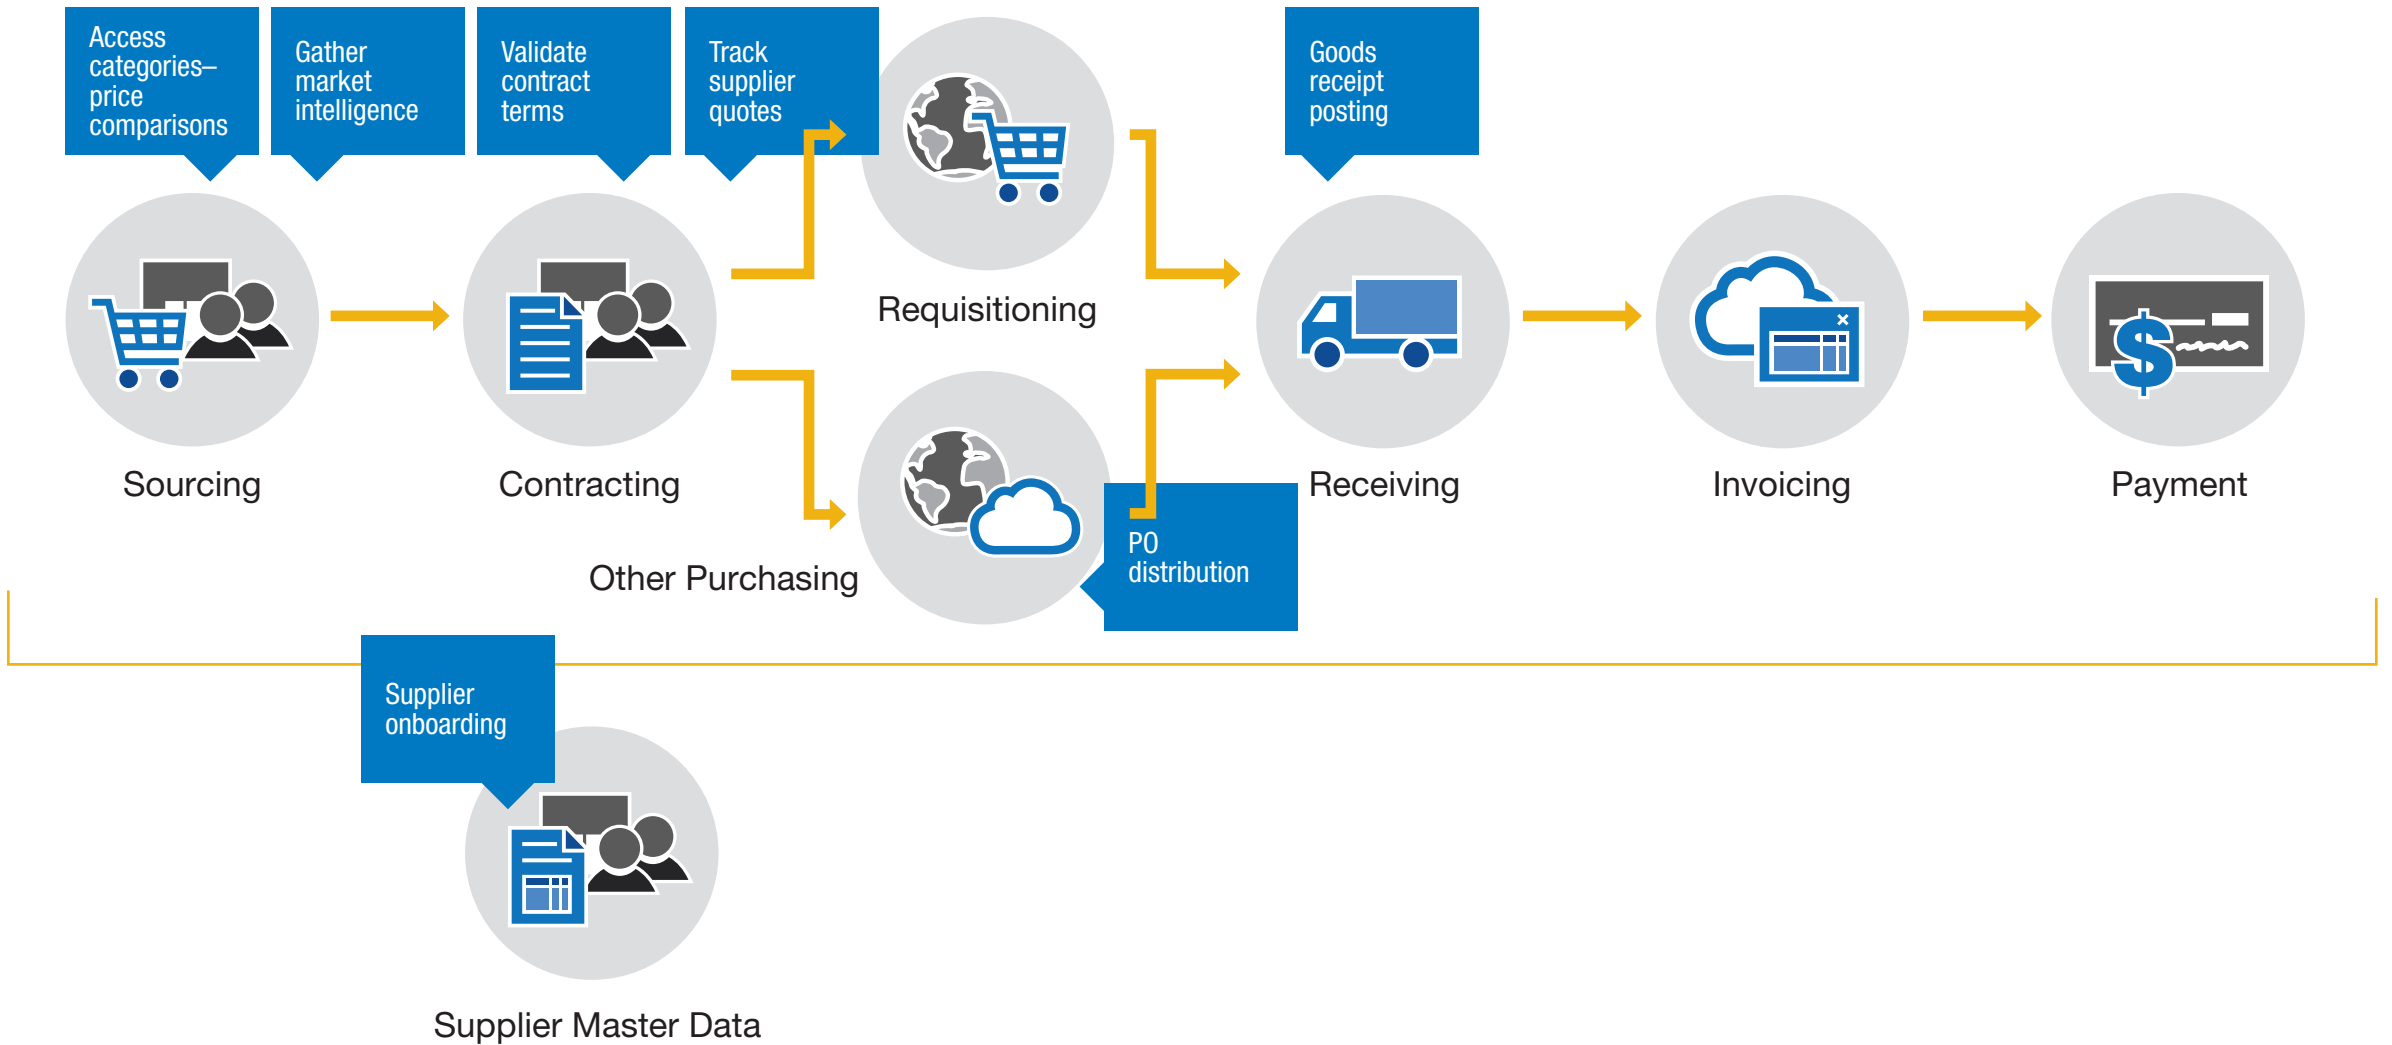 Access
categories–
price
comparisons
Gather
market
intelligence
Validate
contract
terms
Track
supplier
quotes
Goods
receipt
posting
Requisitioning
Sourcing
Contracting
Receiving
Invoicing
Payment
Other Purchasing
PO
distribution
Supplier
onboarding
Supplier Master Data